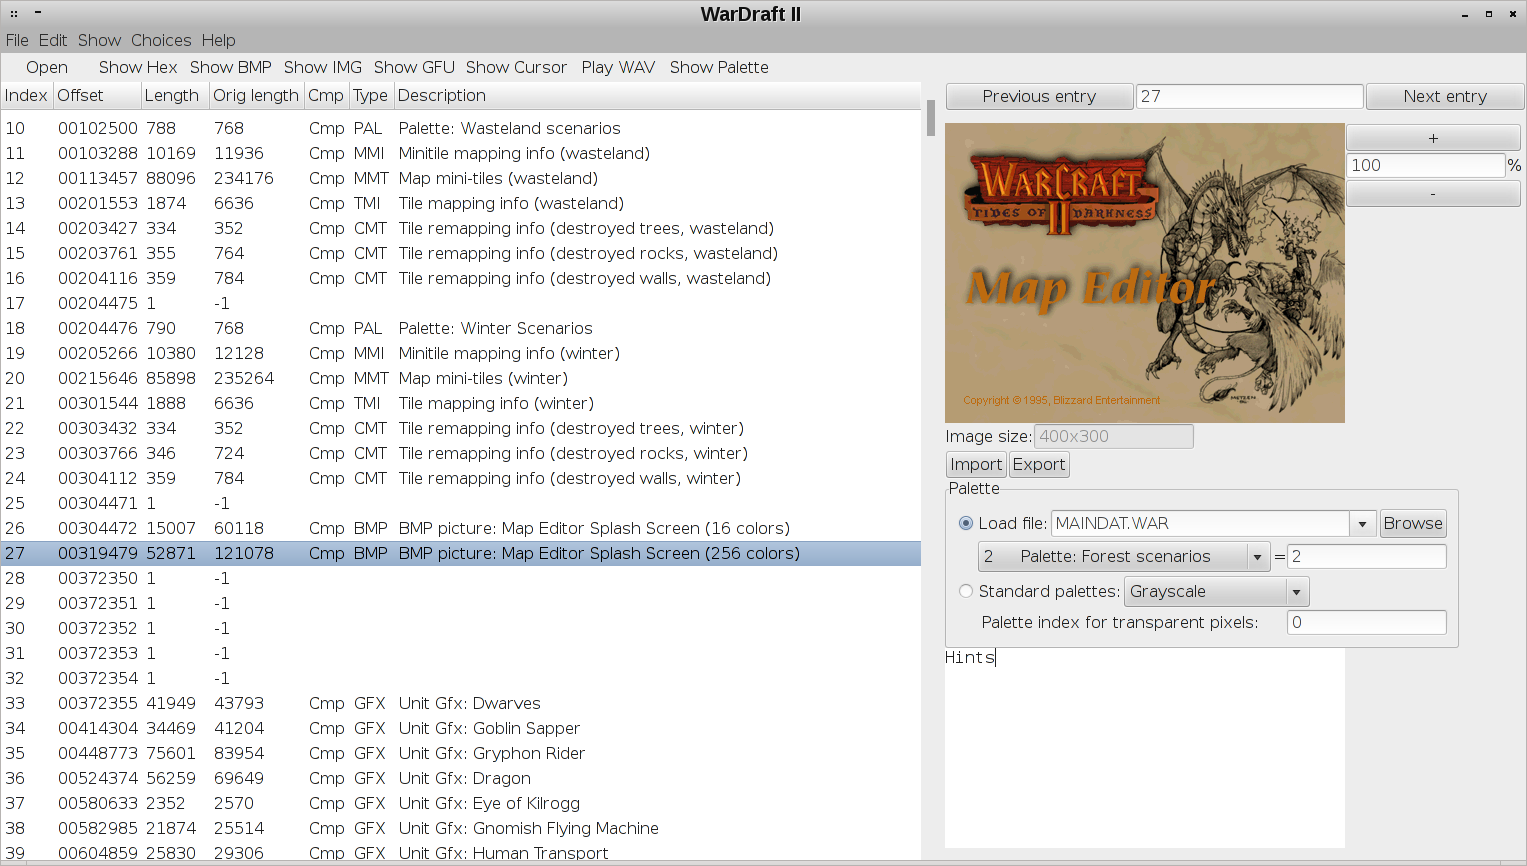 WarDraft II
File Edit Show Choices Help
Open Show Hex Show BMP Show IMG Show GFU Show Cursor Play WAV Show Palette
Index Offset Length Orig length Cmp Type Description
10 00102500 788 768 Cmp PAL Palette: Wasteland scenarios
11 00103288 10169 11936 Cmp MMI Minitile mapping info (wasteland)
12 00113457 88096 234176 Cmp MMT Map mini-tiles (wasteland)
13 00201553 1874 6636 Cmp TMI Tile mapping info (wasteland)
14 00203427 334 352 Cmp CMT Tile remapping info (destroyed trees, wasteland)
15 00203761 355 764 Cmp CMT Tile remapping info (destroyed rocks, wasteland)
16 00204116 359 784 Cmp CMT Tile remapping info (destroyed walls, wasteland)
17 00204475 1 -1
18 00204476 790 768 Cmp PAL Palette: Winter Scenarios
19 00205266 10380 12128 Cmp MMI Minitile mapping info (winter)
20 00215646 85898 235264 Cmp MMT Map mini-tiles (winter)
21 00301544 1888 6636 Cmp TMI Tile mapping info (winter)
22 00303432 334 352 Cmp CMT Tile remapping info (destroyed trees, winter)
23 00303766 346 724 Cmp CMT Tile remapping info (destroyed rocks, winter)
24 00304112 359 784 Cmp CMT Tile remapping info (destroyed walls, winter)
25 00304471 1 -1
26 00304472 15007 60118 Cmp BMP BMP picture: Map Editor Splash Screen (16 colors)
27 00319479 52871 121078 Cmp BMP BMP picture: Map Editor Splash Screen (256 colors)
28 00372350 1 -1
29 00372351 1 -1
30 00372352 1 -1
31 00372353 1 -1
32 00372354 1 -1
33 00372355 41949 43793 Cmp GFX Unit Gfx: Dwarves
34 00414304 34469 41204 Cmp GFX Unit Gfx: Goblin Sapper
35 00448773 75601 83954 Cmp GFX Unit Gfx: Gryphon Rider
36 00524374 56259 69649 Cmp GFX Unit Gfx: Dragon
37 00580633 2352 2570 Cmp GFX Unit Gfx: Eye of Kilrogg
38 00582985 21874 25514 Cmp GFX Unit Gfx: Gnomish Flying Machine
39 00604859 25830 29306 Cmp GFX Unit Gfx: Human Transport
Previous entry 27 Next entry
+
100 %
-
WARCRAFT
TIDES OF DARKNESS
II
Map Editor
Copyright © 1995, Blizzard Entertainment
METZEN
Image size: 400x300
Import Export
Palette
Load file: MAINDAT.WAR Browse
2 Palette: Forest scenarios = 2
Standard palettes: Grayscale
Palette index for transparent pixels: 0
Hints